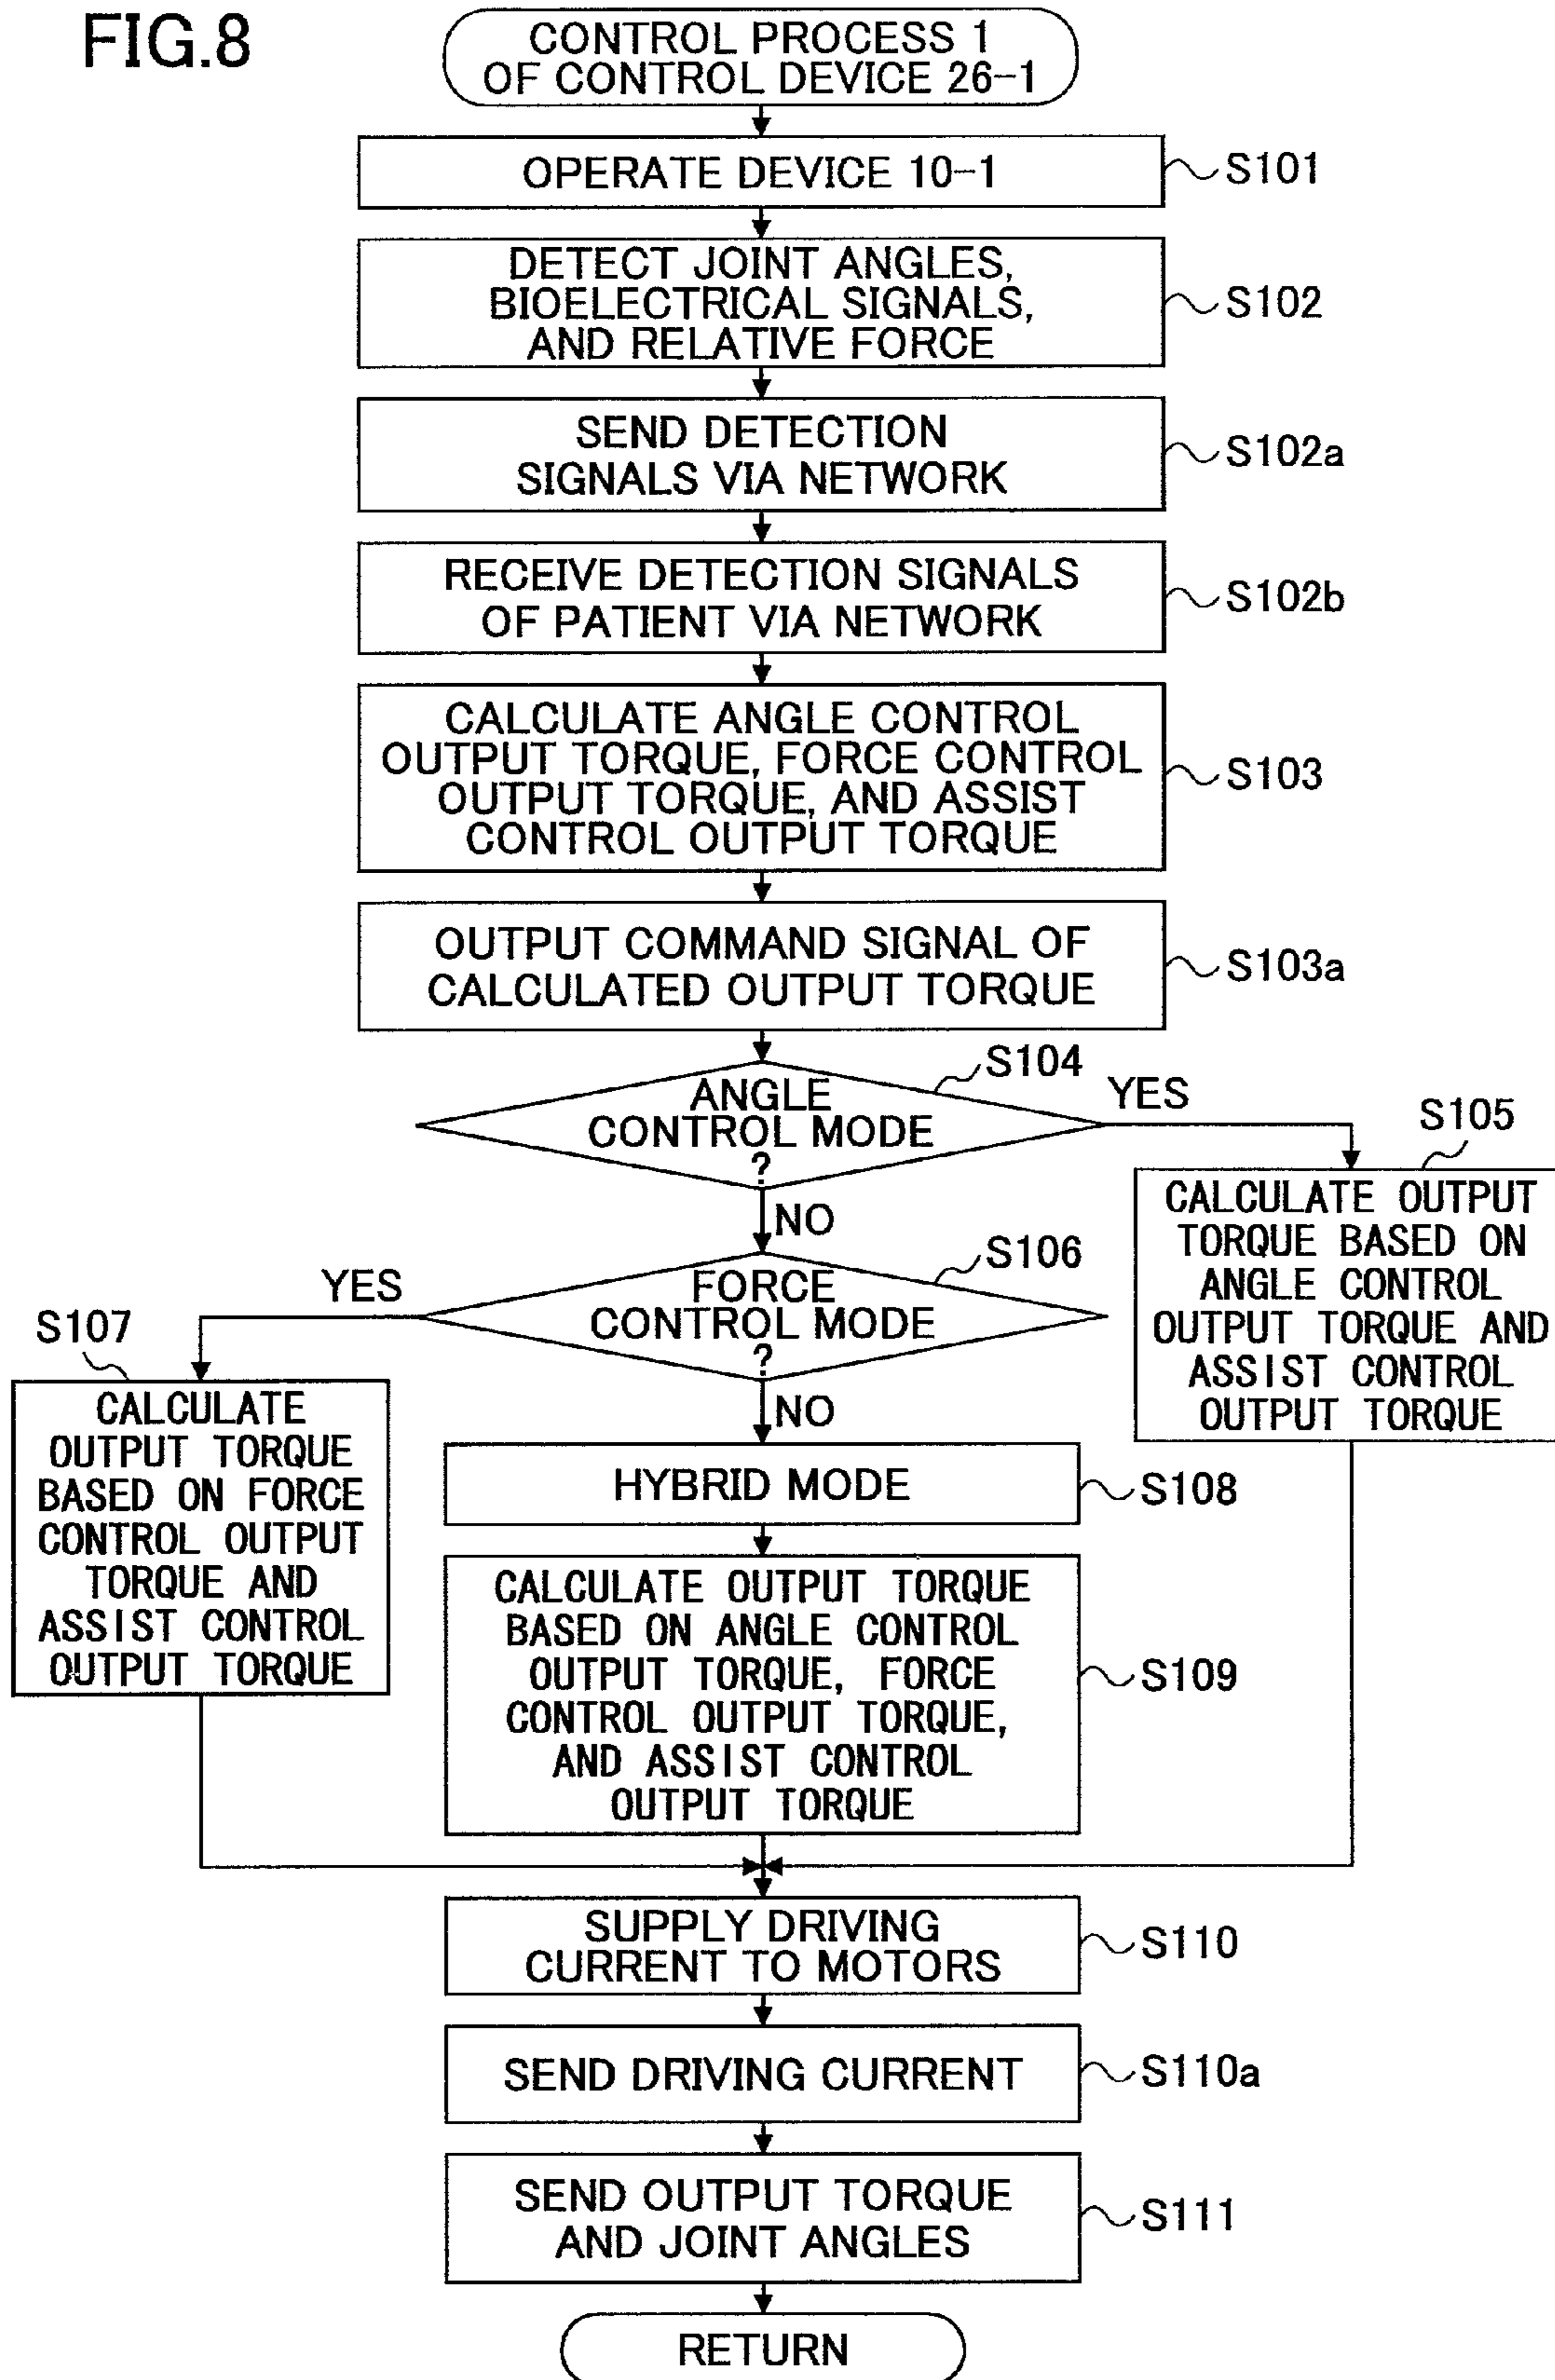 FIG.8
CONTROL PROCESS 1
OF CONTROL DEVICE 26-1
OPERATE DEVICE 10-1
S101
DETECT JOINT ANGLES,
BIOELECTRICAL SIGNALS,
AND RELATIVE FORCE
S102
SEND DETECTION
SIGNALS VIA NETWORK
S102a
RECEIVE DETECTION SIGNALS
OF PATIENT VIA NETWORK
S102b
CALCULATE ANGLE CONTROL
OUTPUT TORQUE, FORCE CONTROL
OUTPUT TORQUE, AND ASSIST
CONTROL OUTPUT TORQUE
S103
OUTPUT COMMAND SIGNAL OF
CALCULATED OUTPUT TORQUE
S103a
S104
ANGLE
CONTROL MODE
?
YES
NO
S105
CALCULATE OUTPUT
TORQUE BASED ON
ANGLE CONTROL
OUTPUT TORQUE AND
ASSIST CONTROL
OUTPUT TORQUE
S106
FORCE
CONTROL MODE
?
YES
NO
S107
CALCULATE
OUTPUT TORQUE
BASED ON FORCE
CONTROL OUTPUT
TORQUE AND
ASSIST CONTROL
OUTPUT TORQUE
HYBRID MODE
S108
CALCULATE OUTPUT TORQUE
BASED ON ANGLE CONTROL
OUTPUT TORQUE, FORCE
CONTROL OUTPUT TORQUE,
AND ASSIST CONTROL
OUTPUT TORQUE
S109
SUPPLY DRIVING
CURRENT TO MOTORS
S110
SEND DRIVING CURRENT
S110a
SEND OUTPUT TORQUE
AND JOINT ANGLES
S111
RETURN